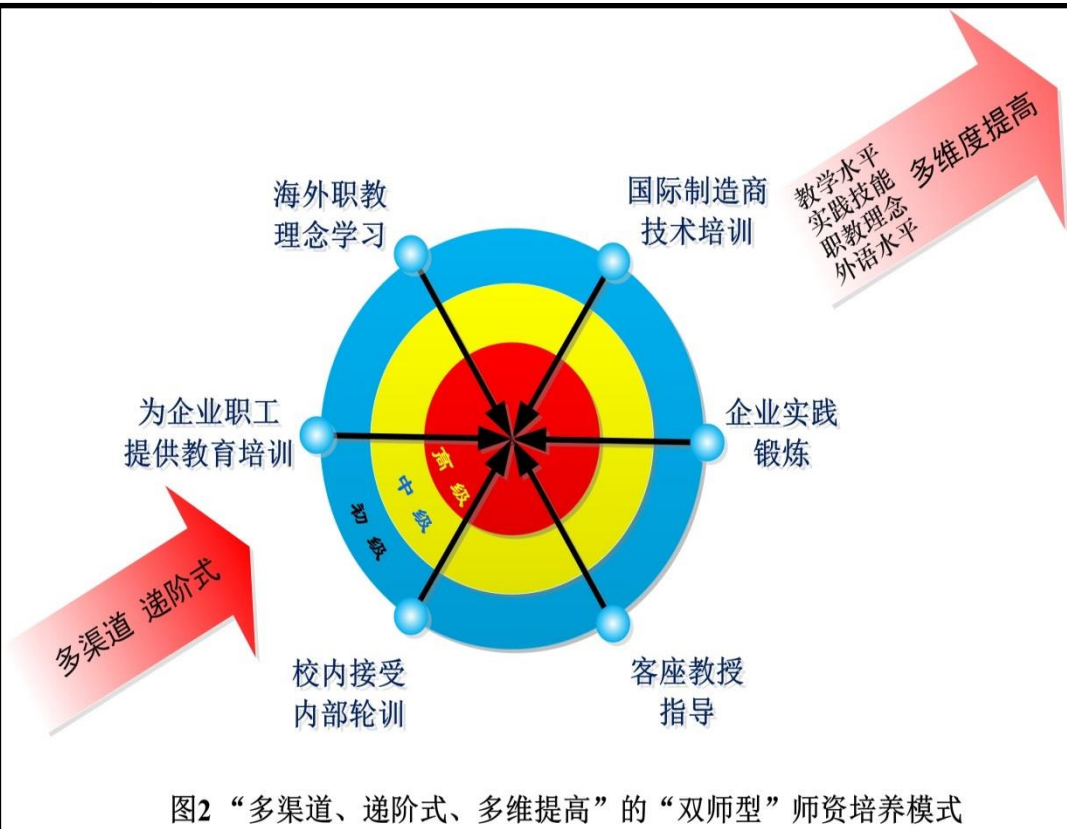 多维度提高
教学水平
实践技能
职教理念
外语水平
海外职教
理念学习
国际制造商
技术培训
为企业职工
提供教育培训
企业实践
锻炼
高级
中级
初级
多渠道 递阶式
校内接受
内部轮训
客座教授
指导
图2 “多渠道、递阶式、多维提高”的“双师型”师资培养模式